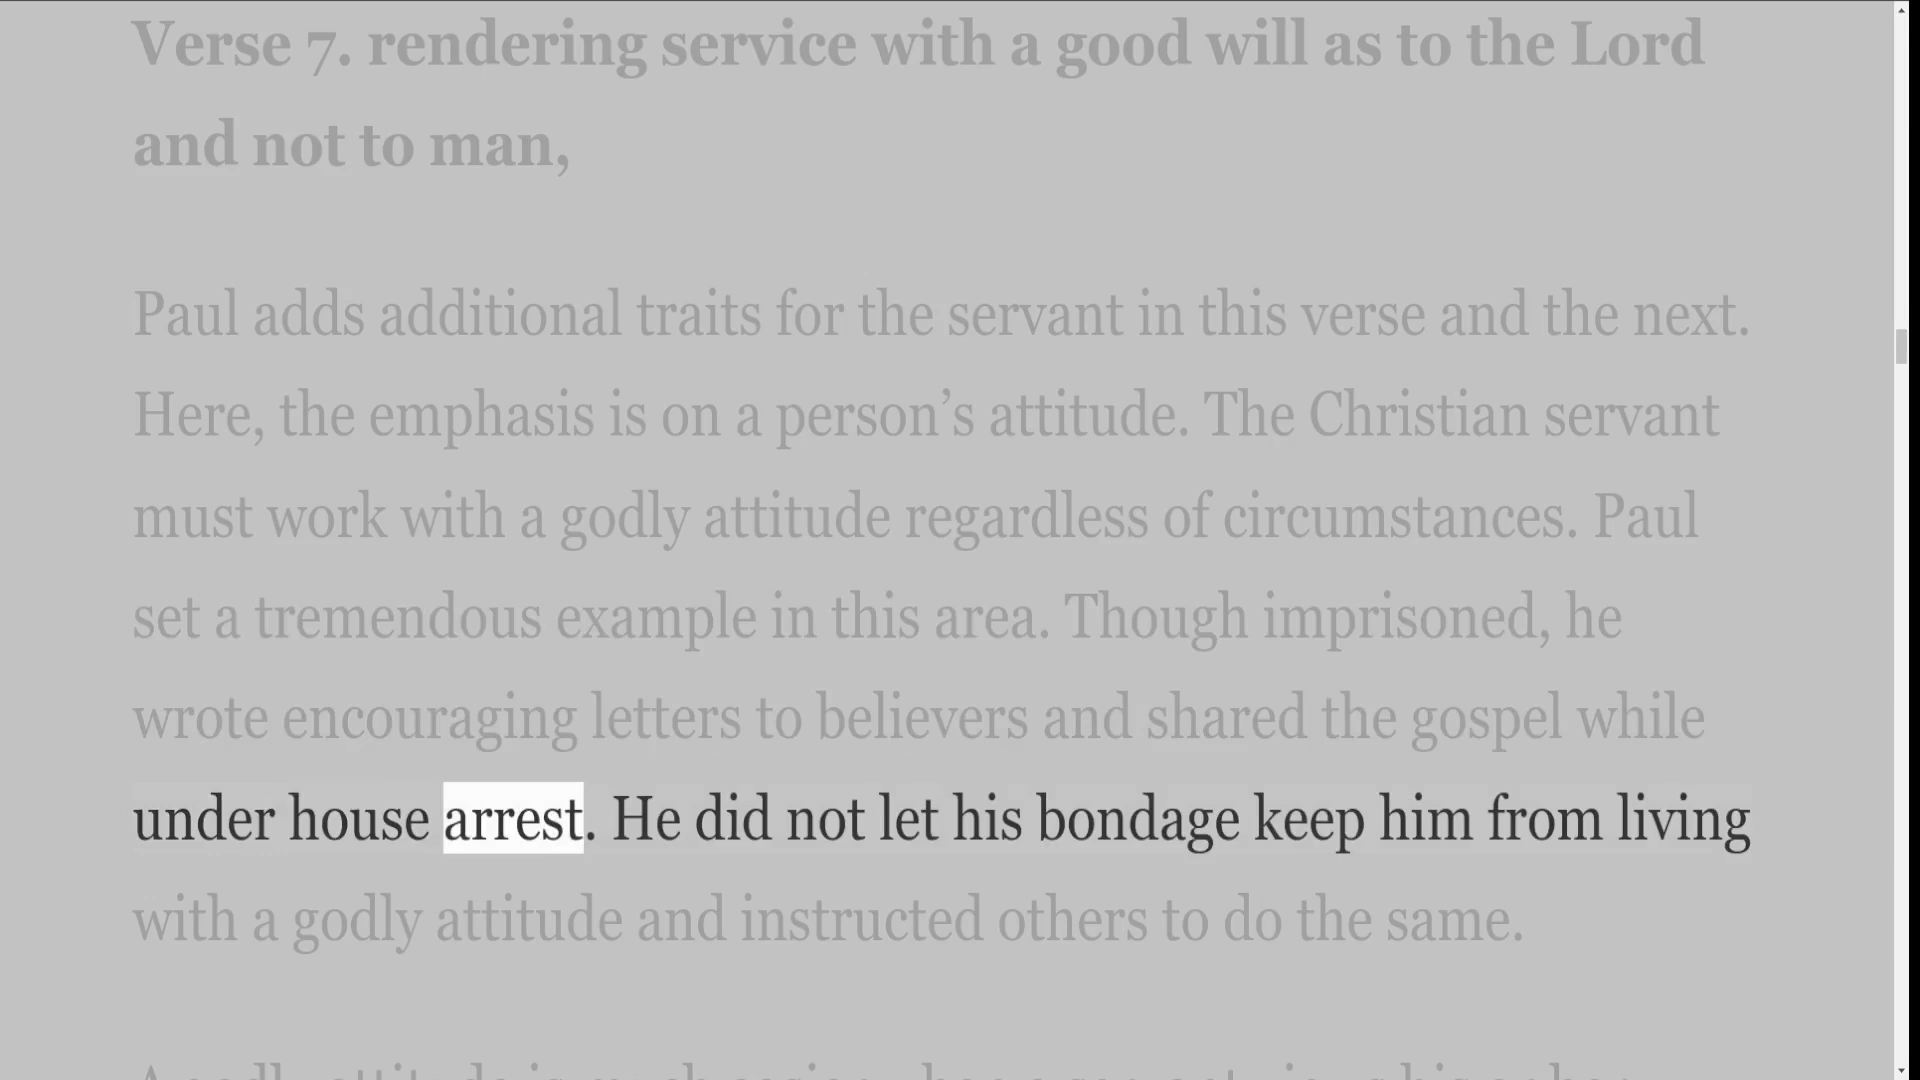 Verse 7. rendering service with a good will as to the Lord
and not to man,
Paul adds additional traits for the servant in this verse and the next.
Here, the emphasis is on a person’s attitude. The Christian servant
must work with a godly attitude regardless of circumstances. Paul
set a tremendous example in this area. Though imprisoned, he
wrote encouraging letters to believers and shared the gospel while
under house arrest. He did not let his bondage keep him from living
with a godly attitude and instructed others to do the same.